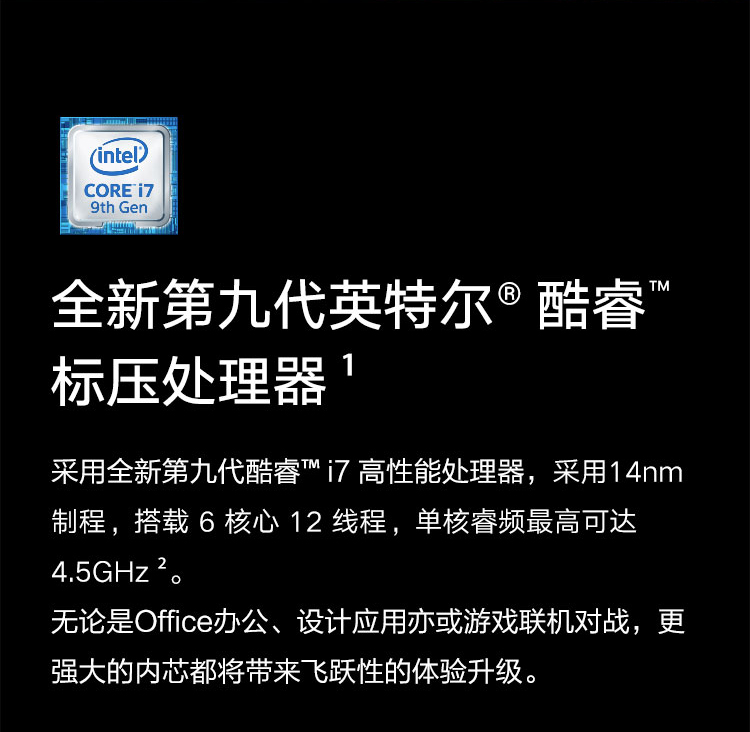 intel
CORE™ i7
9th Gen
全新第九代英特尔® 酷睿™
标压处理器 ¹
采用全新第九代酷睿™ i7 高性能处理器，采用14nm
制程，搭载 6 核心 12 线程，单核睿频最高可达
4.5GHz ²。
无论是Office办公、设计应用亦或游戏联机对战，更
强大的内芯都将带来飞跃性的体验升级。